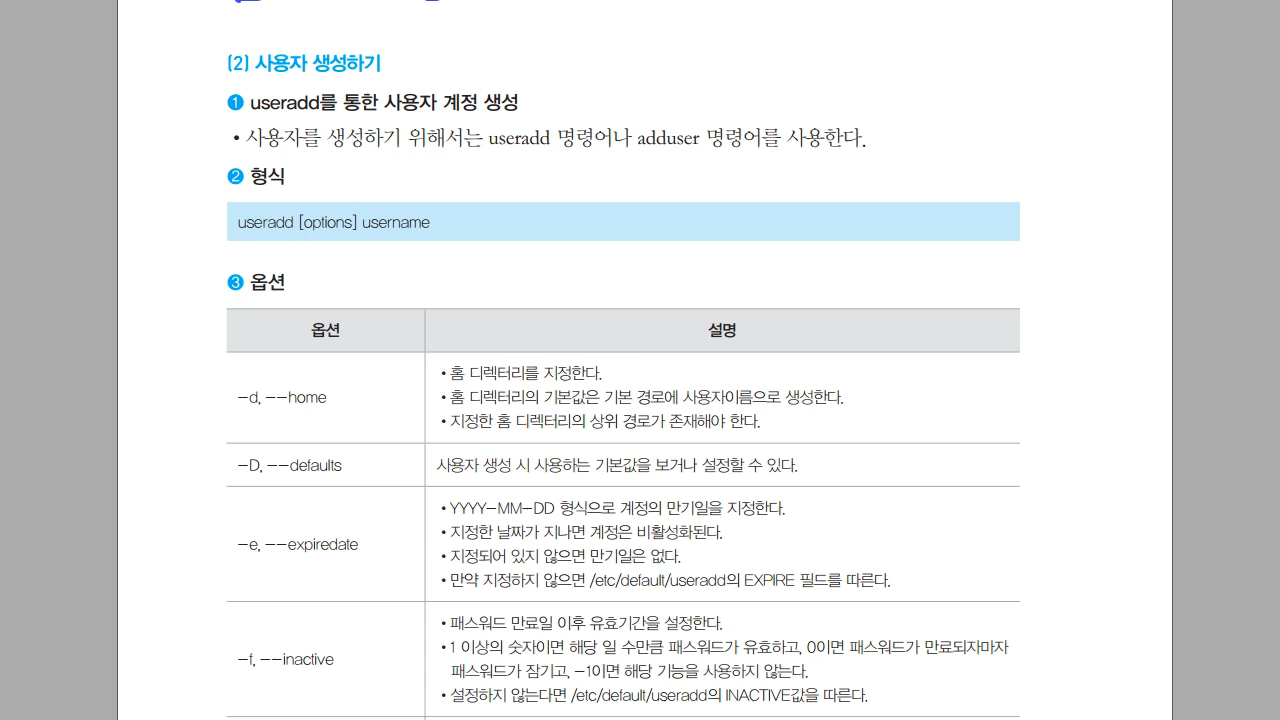 (2) 사용자 생성하기
❶ useradd를 통한 사용자 계정 생성
• 사용자를 생성하기 위해서는 useradd 명령어나 adduser 명령어를 사용한다.
❷ 형식
useradd [options] username
❸ 옵션
옵션 설명
-d, --home
• 홈 디렉터리를 지정한다.
• 홈 디렉터리의 기본값은 기본 경로에 사용자이름으로 생성한다.
• 지정한 홈 디렉터리의 상위 경로가 존재해야 한다.
-D, --defaults 사용자 생성 시 사용하는 기본값을 보거나 설정할 수 있다.
-e, --expiredate
• YYYY-MM-DD 형식으로 계정의 만기일을 지정한다.
• 지정한 날짜가 지나면 계정은 비활성화된다.
• 지정되어 있지 않으면 만기일은 없다.
• 만약 지정하지 않으면 /etc/default/useradd의 EXPIRE 필드를 따른다.
-f, --inactive
• 패스워드 만료일 이후 유효기간을 설정한다.
• 1 이상의 숫자이면 해당 일 수만큼 패스워드가 유효하고, 0이면 패스워드가 만료되자마자
패스워드가 잠기고, -1이면 해당 기능을 사용하지 않는다.
• 설정하지 않는다면 /etc/default/useradd의 INACTIVE값을 따른다.